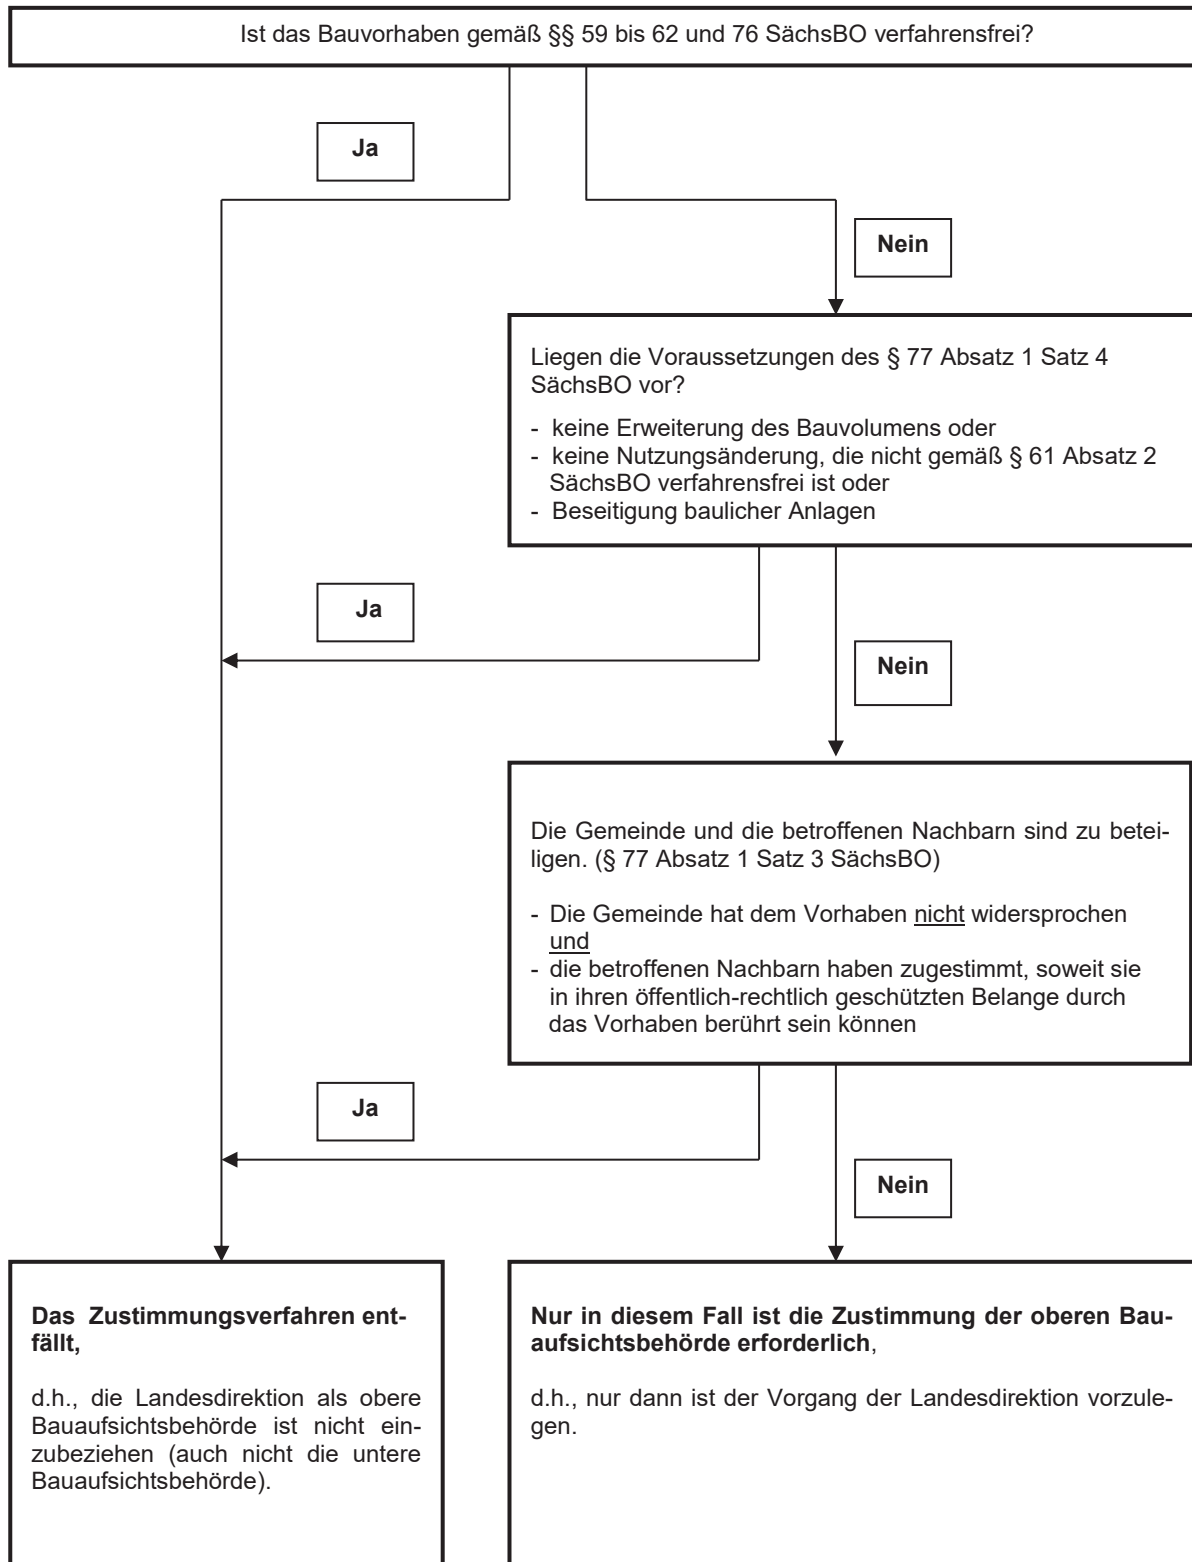 Ist das Bauvorhaben gemäß §§ 59 bis 62 und 76 SächsBO verfahrensfrei?
Ja
Nein
Liegen die Voraussetzungen des § 77 Absatz 1 Satz 4
SächsBO vor?
- keine Erweiterung des Bauvolumens oder
- keine Nutzungsänderung, die nicht gemäß § 61 Absatz 2
SächsBO verfahrensfrei ist oder
- Beseitigung baulicher Anlagen
Ja
Nein
Die Gemeinde und die betroffenen Nachbarn sind zu betei-
ligen. (§ 77 Absatz 1 Satz 3 SächsBO)
- Die Gemeinde hat dem Vorhaben nicht widersprochen
und
- die betroffenen Nachbarn haben zugestimmt, soweit sie
in ihren öffentlich-rechtlich geschützten Belange durch
das Vorhaben berührt sein können
Ja
Nein
Das Zustimmungsverfahren ent-
fällt,
d.h., die Landesdirektion als obere
Bauaufsichtsbehörde ist nicht ein-
zubeziehen (auch nicht die untere
Bauaufsichtsbehörde).
Nur in diesem Fall ist die Zustimmung der oberen Bau-
aufsichtsbehörde erforderlich,
d.h., nur dann ist der Vorgang der Landesdirektion vorzule-
gen.